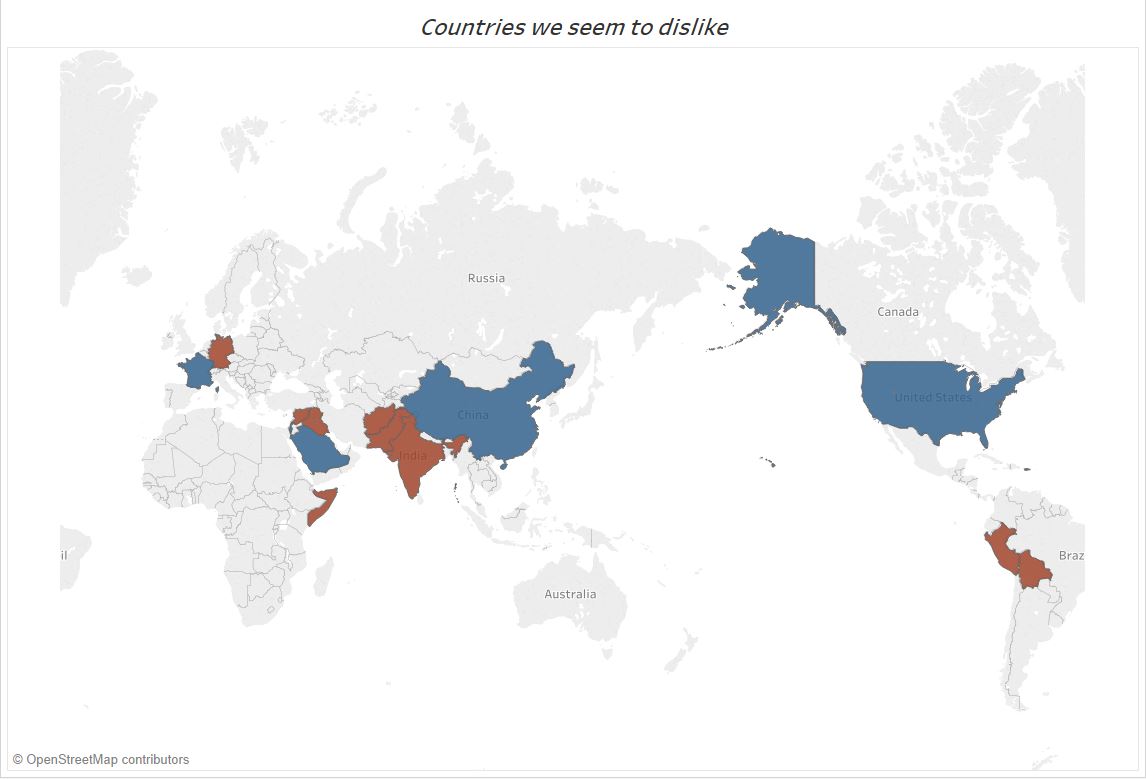 Countries we seem to dislike
Russia
Canada
United States
China
India
il
Braz
Australia
© OpenStreetMap contributors